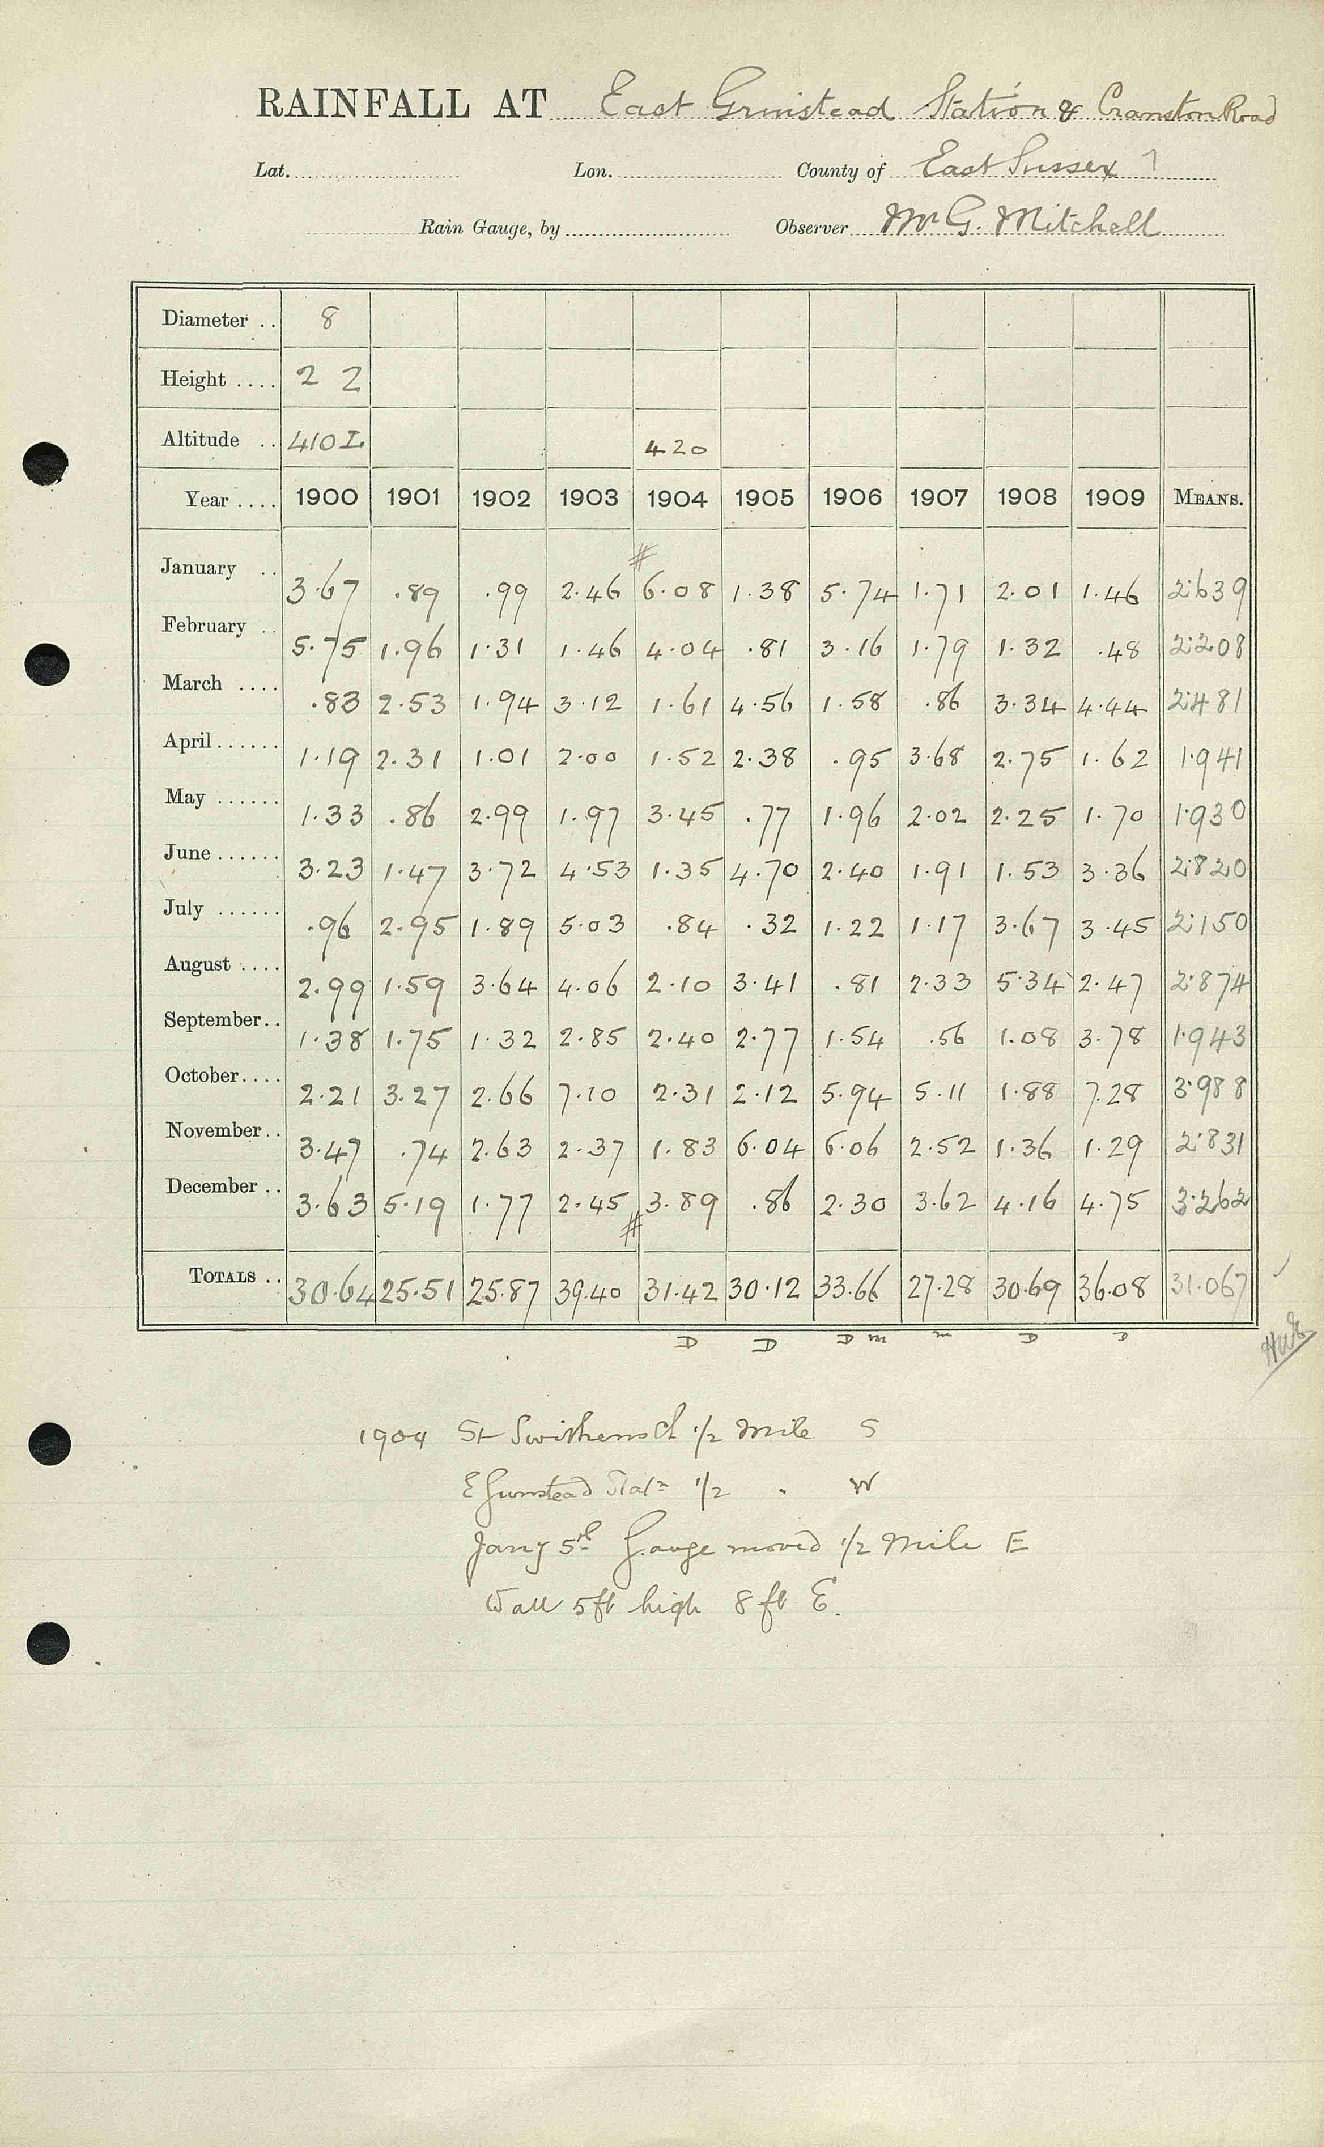 RAINFALL AT East Grinstead Station & Cranston Road
Lat. Lon. County of East Sussex 7
Rain Gauge, by Observer Mr G. Mitchell
Diameter .. 8
Height .... 2 2
Altitude .. 410 I 420
Year .... 1900 1901 1902 1903 1904 1905 1906 1907 1908 1909 MEANS.
#
January .. 3.67 .89 .99 2.46 6.08 1.38 5.74 1.71 2.01 1.46 2.639
February .. 5.75 1.96 1.31 1.46 4.04 .81 3.16 1.79 1.32 .48 2.208
March .... .83 2.53 1.94 3.12 1.61 4.56 1.58 .86 3.34 4.44 2.481
April...... 1.19 2.31 1.01 2.00 1.52 2.38 .95 3.68 2.75 1.62 1.941
May ...... 1.33 .86 2.99 1.97 3.45 .77 1.96 2.02 2.25 1.70 1.930
June...... 3.23 1.47 3.72 4.53 1.35 4.70 2.40 1.91 1.53 3.36 2.820
July ...... .96 2.95 1.89 5.03 .84 .32 1.22 1.17 3.67 3.45 2.150
August .... 2.99 1.59 3.64 4.06 2.10 3.41 .81 2.33 5.34 2.47 2.874
September.. 1.38 1.75 1.32 2.85 2.40 2.77 1.54 .56 1.08 3.78 1.943
October.... 2.21 3.27 2.66 7.10 2.31 2.12 5.94 5.11 1.88 7.28 3.988
November.. 3.47 .74 2.63 2.37 1.83 6.04 6.06 2.52 1.36 1.29 2.831
December .. 3.63 5.19 1.77 2.45 3.89 .86 2.30 3.62 4.16 4.75 3.262
#
TOTALS .. 30.64 25.51 25.87 39.40 31.42 30.12 33.66 27.28 30.69 36.08 31.067
D D D m m D D
1904 St Swithens Ch 1/2 Mile S
E Grinstead Statn 1/2 " W
Jany 5th Gauge moved 1/2 Mile E
Wall 5ft high 8 ft E.